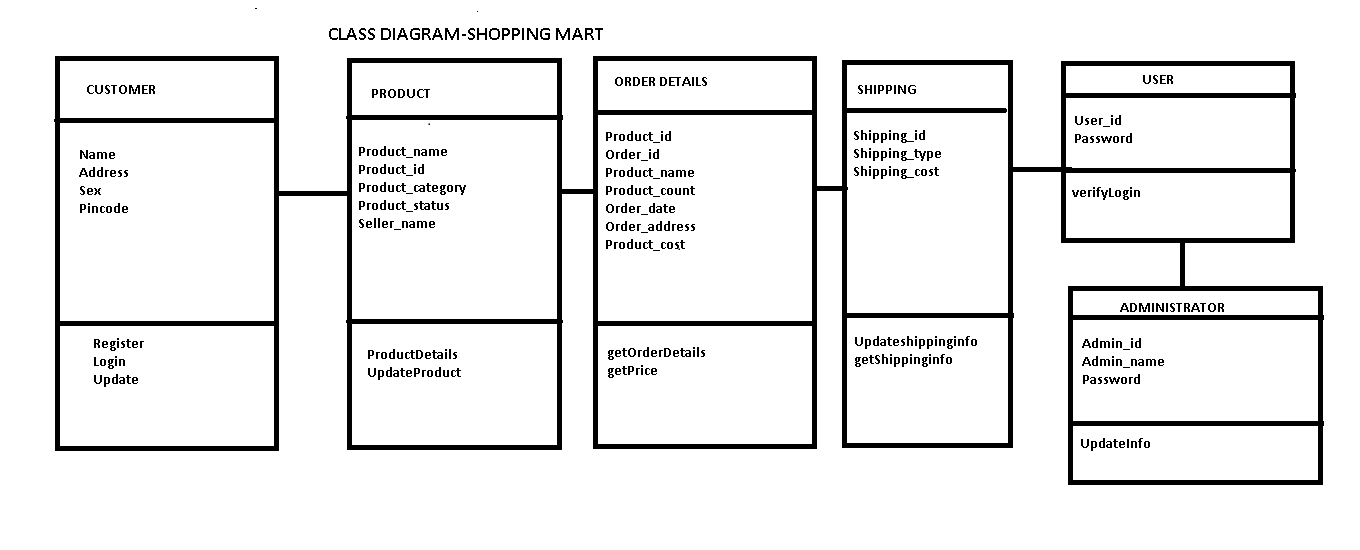 CLASS DIAGRAM-SHOPPING MART
CUSTOMER
Name
Address
Sex
Pincode
Register
Login
Update
PRODUCT
Product_name
Product_id
Product_category
Product_status
Seller_name
ProductDetails
UpdateProduct
ORDER DETAILS
Product_id
Order_id
Product_name
Product_count
Order_date
Order_address
Product_cost
getOrderDetails
getPrice
SHIPPING
Shipping_id
Shipping_type
Shipping_cost
Updateshippinginfo
getShippinginfo
USER
User_id
Password
verifyLogin
ADMINISTRATOR
Admin_id
Admin_name
Password
UpdateInfo